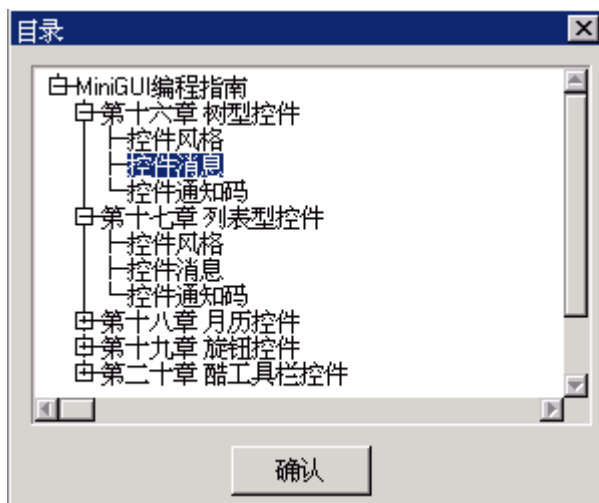 目录
MiniGUI编程指南
第十六章 树型控件
控件风格
控件消息
控件通知码
第十七章 列表型控件
控件风格
控件消息
控件通知码
第十八章 月历控件
第十九章 旋钮控件
第二十章 酷工具栏控件
确认